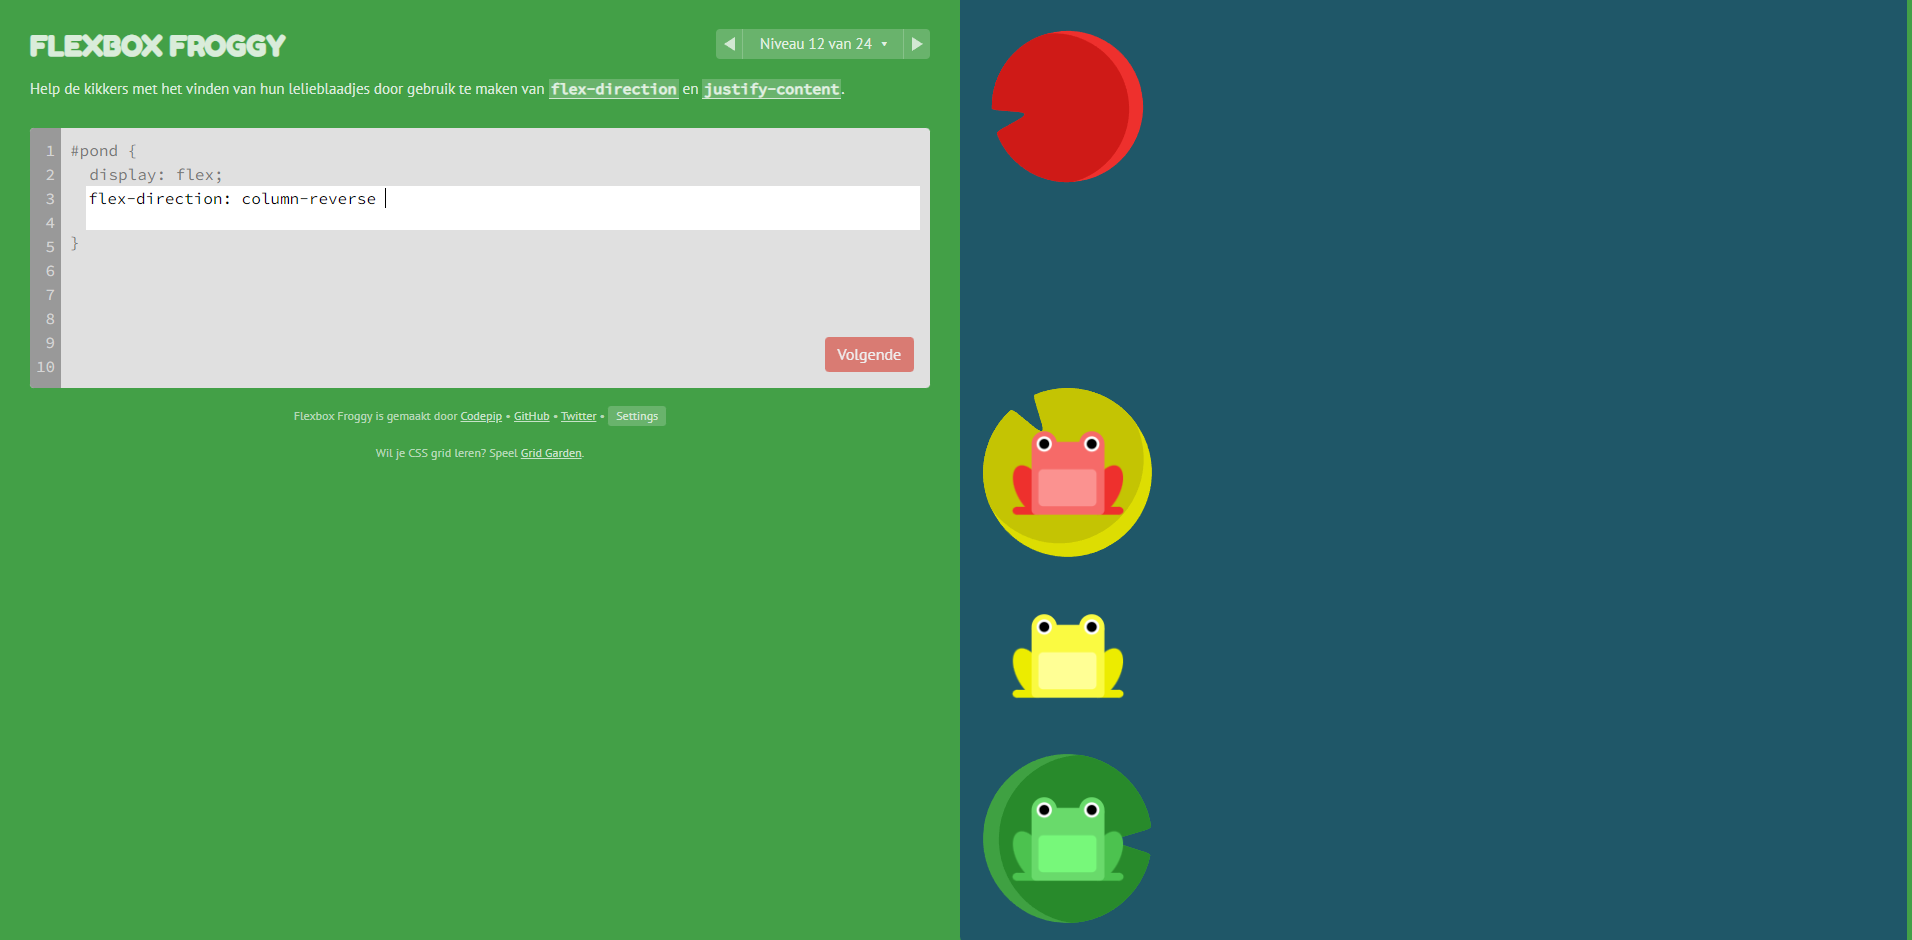 FLEXBOX FROGGY
◀ Niveau 12 van 24 ▾ ▶
Help de kikkers met het vinden van hun lelieblaadjes door gebruik te maken van flex-direction en justify-content.
1 #pond {
2 display: flex;
3 flex-direction: column-reverse
4
5 }
6
7
8
9
10
Volgende
Flexbox Froggy is gemaakt door Codepip • GitHub • Twitter • Settings
Wil je CSS grid leren? Speel Grid Garden.